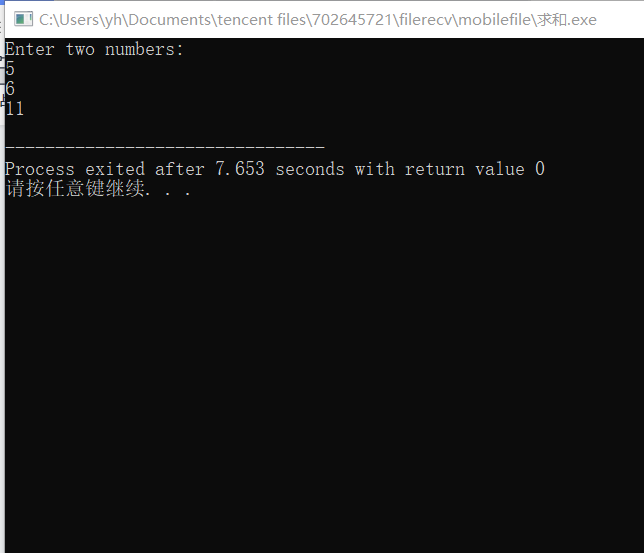 C:\Users\yh\Documents\tencent files\702645721\filerecv\mobilefile\求和.exe
Enter two numbers:
5
6
11
--------------------------------
Process exited after 7.653 seconds with return value 0
请按任意键继续. . .